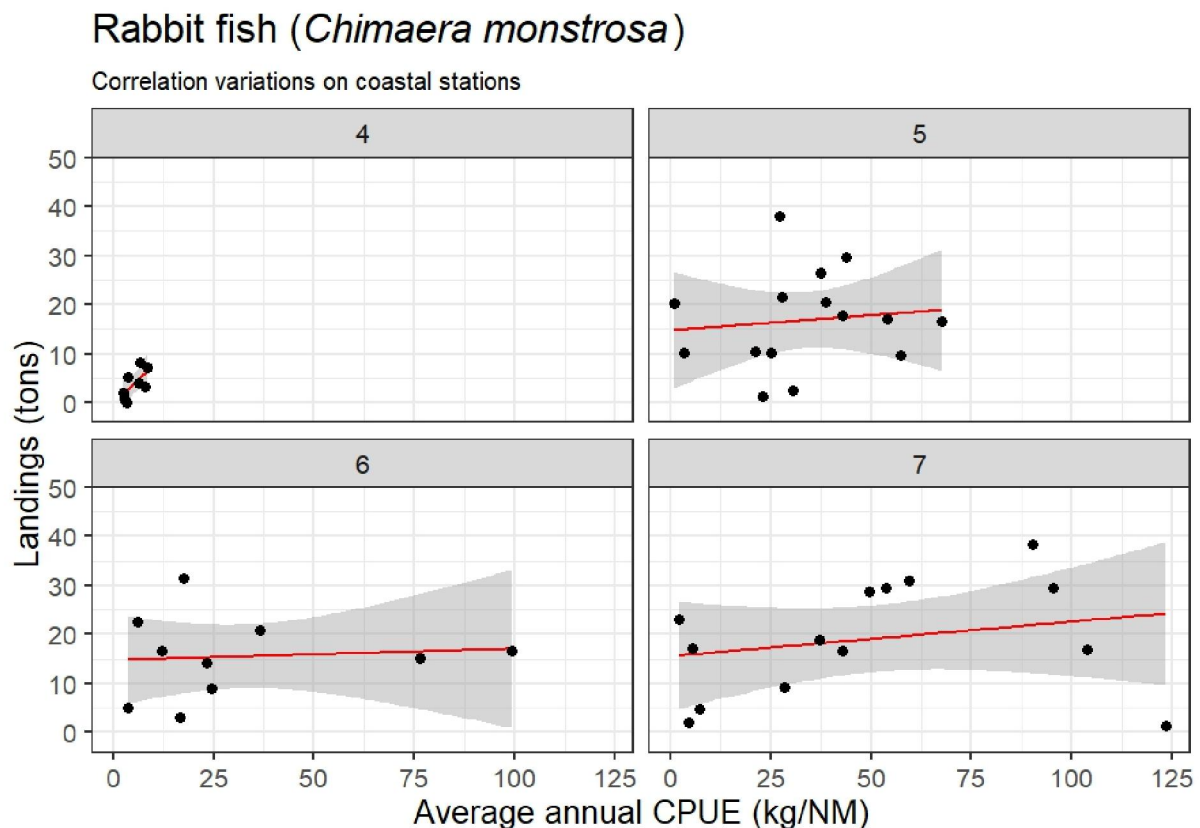 Rabbit fish (Chimaera monstrosa)
Correlation variations on coastal stations
4
5
50
40
30
20
10
0
6
7
50
40
30
20
10
0
Landings (tons)
0 25 50 75 100 125
0 25 50 75 100 125
Average annual CPUE (kg/NM)